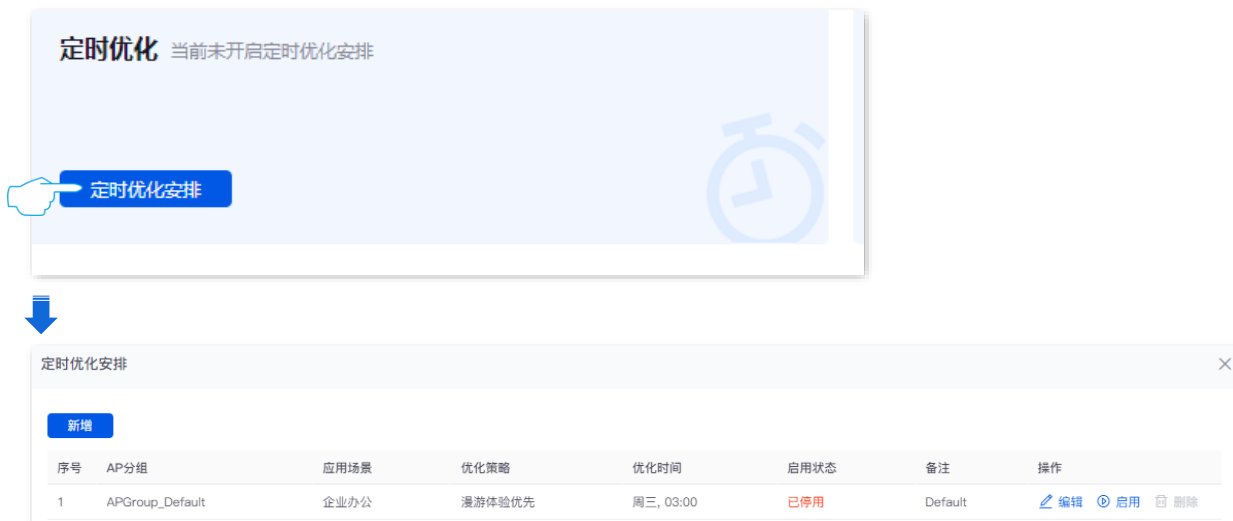 定时优化 当前未开启定时优化安排
定时优化安排
定时优化安排
新增
序号 AP分组 应用场景 优化策略 优化时间 启用状态 备注 操作
1 APGroup_Default 企业办公 漫游体验优先 周三, 03:00 已停用 Default 编辑 启用 删除